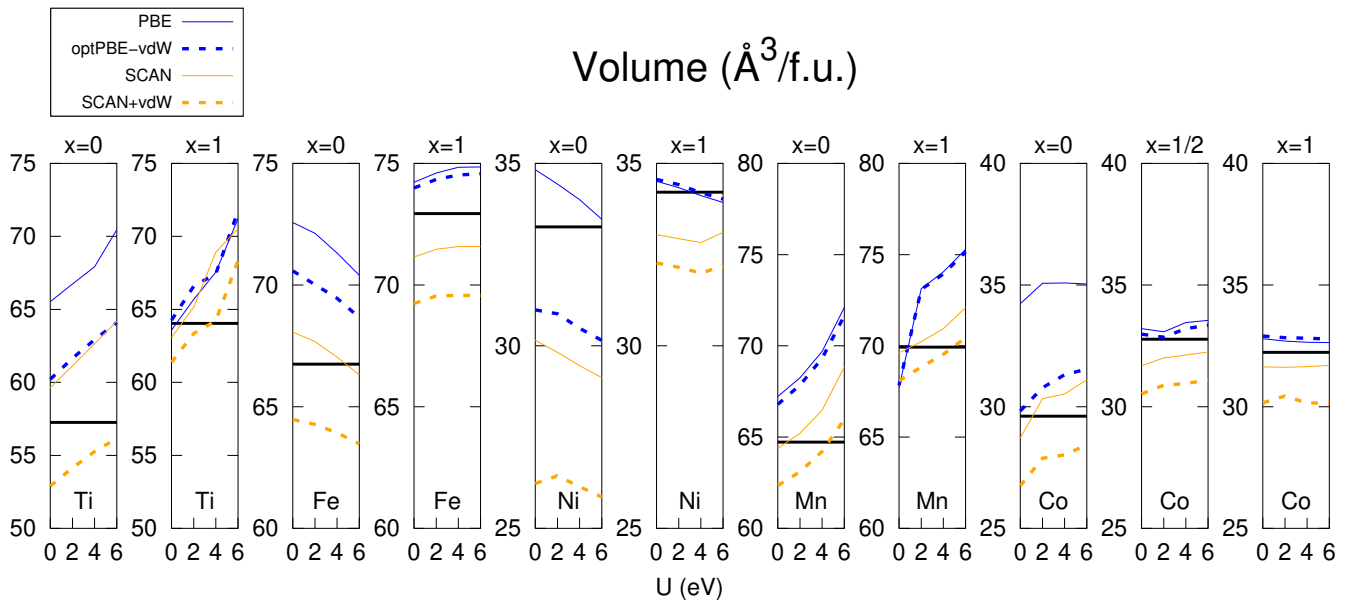 PBE
optPBE−vdW
SCAN
SCAN+vdW
Volume (Å³/f.u.)
x=0 x=1 x=0 x=1 x=0 x=1 x=0 x=1 x=0 x=1/2 x=1
75 75 75 75 35 35 80 80 40 40 40
70 70 75 75 35 35
65 65 70 70 30 30 70 70
60 60 65 65 30 30 30
55 55 65 65
50 50 60 60 25 25 60 60 25 25 25
Ti Ti Fe Fe Ni Ni Mn Mn Co Co Co
0 2 4 6 0 2 4 6 0 2 4 6 0 2 4 6 0 2 4 6 0 2 4 6 0 2 4 6 0 2 4 6 0 2 4 6 0 2 4 6 0 2 4 6
U (eV)